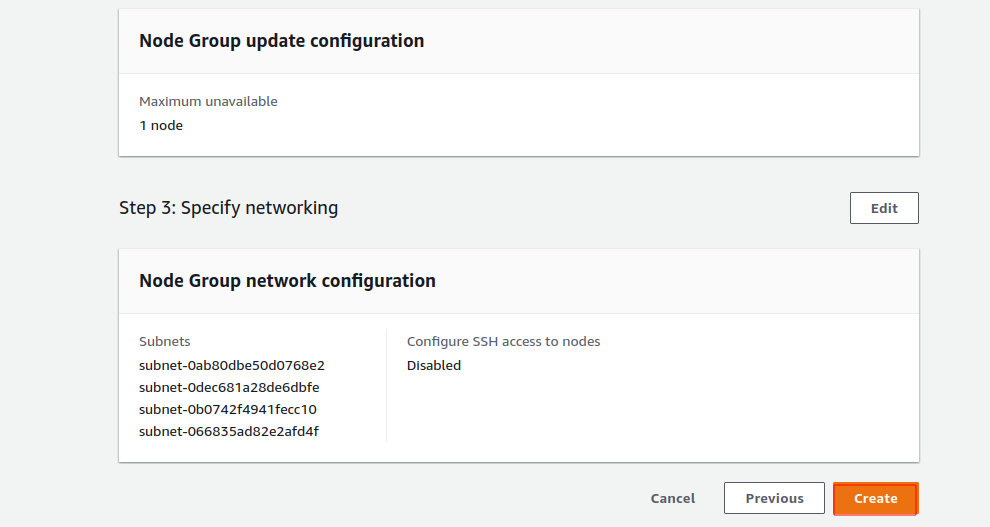 Node Group update configuration
Maximum unavailable
1 node
Step 3: Specify networking
Edit
Node Group network configuration
Subnets
subnet-0ab80dbe50d0768e2
subnet-0dec681a28de6dbfe
subnet-0b0742f4941fecc10
subnet-066835ad82e2afd4f
Configure SSH access to nodes
Disabled
Cancel
Previous
Create